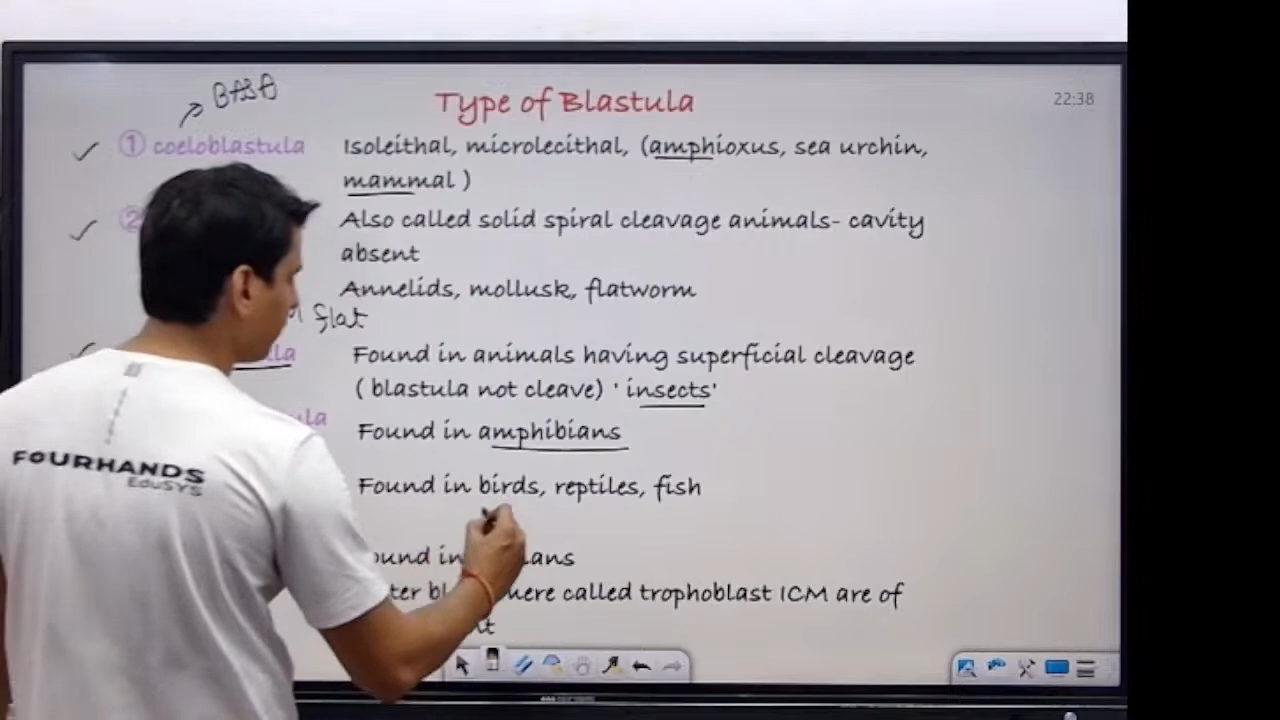 BASA
Type of Blastula
22:38
① coeloblastula Isoleithal, microlecithal, (amphioxus, sea urchin,
mammal )
② Also called solid spiral cleavage animals- cavity
absent
Annelids, mollusk, flatworm
flat
Found in animals having superficial cleavage
( blastula not cleave) ' insects'
Found in amphibians
Found in birds, reptiles, fish
FOURHANDS
EduSYS
called trophoblast ICM are of